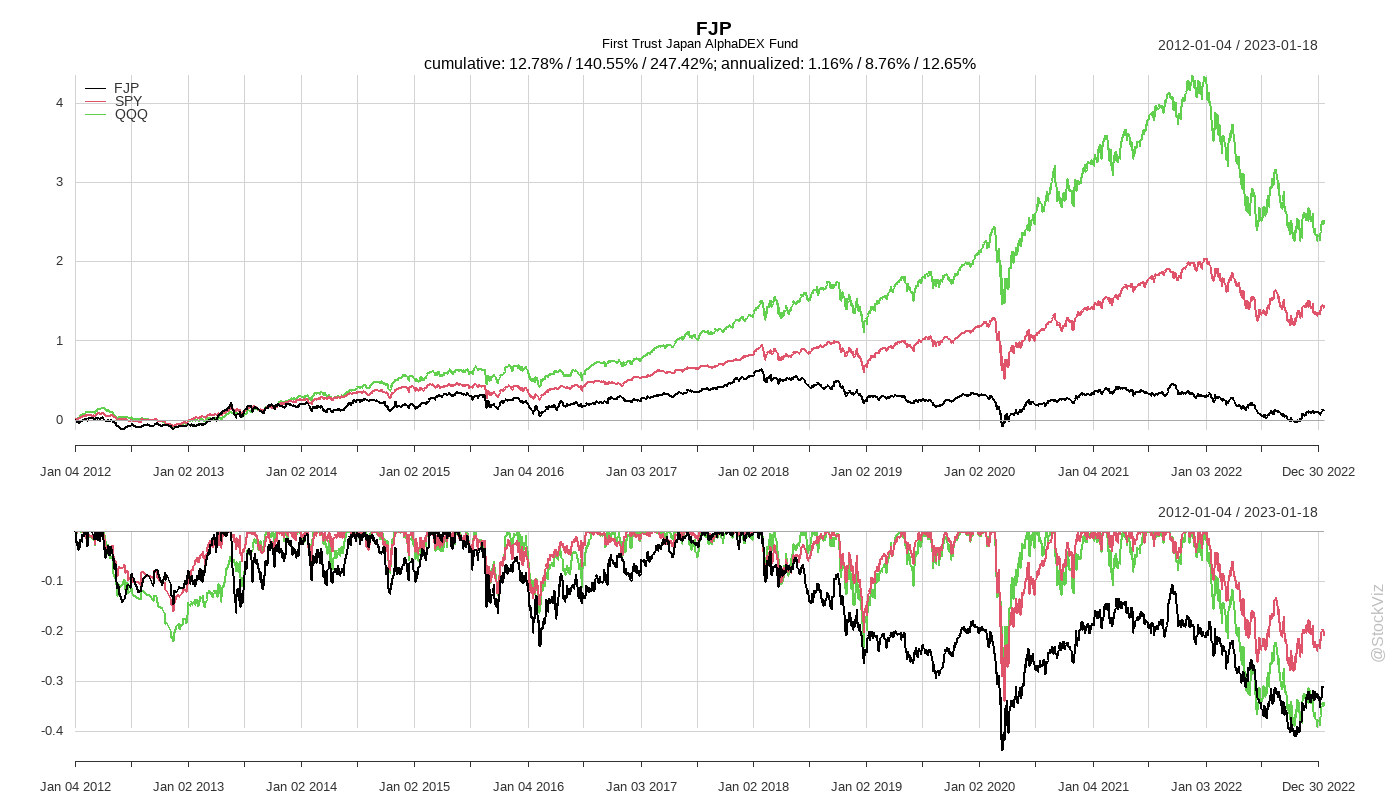 FJP
First Trust Japan AlphaDEX Fund
2012-01-04 / 2023-01-18
cumulative: 12.78% / 140.55% / 247.42%; annualized: 1.16% / 8.76% / 12.65%
FJP
SPY
QQQ
4
3
2
1
0
Jan 04 2012 Jan 02 2013 Jan 02 2014 Jan 02 2015 Jan 04 2016 Jan 03 2017 Jan 02 2018 Jan 02 2019 Jan 02 2020 Jan 04 2021 Jan 03 2022 Dec 30 2022
2012-01-04 / 2023-01-18
-0.1
-0.2
-0.3
-0.4
Jan 04 2012 Jan 02 2013 Jan 02 2014 Jan 02 2015 Jan 04 2016 Jan 03 2017 Jan 02 2018 Jan 02 2019 Jan 02 2020 Jan 04 2021 Jan 03 2022 Dec 30 2022
@StockViz